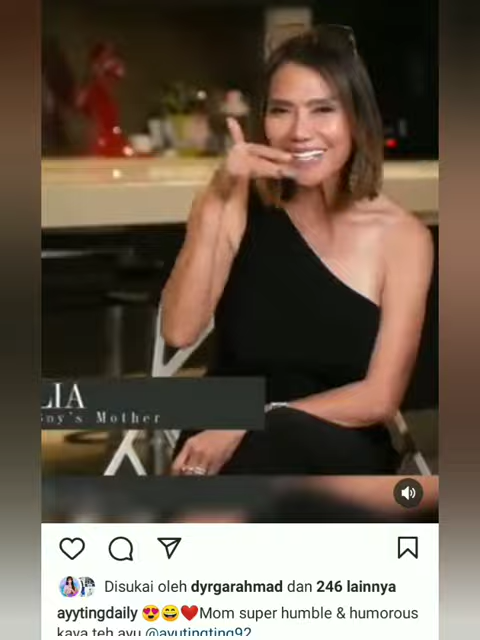 LIA
ny's Mother
Disukai oleh dyrgarahmad dan 246 lainnya
ayytingdaily 😍😄❤️Mom super humble & humorous
kaya teh ayu @ayutingting92